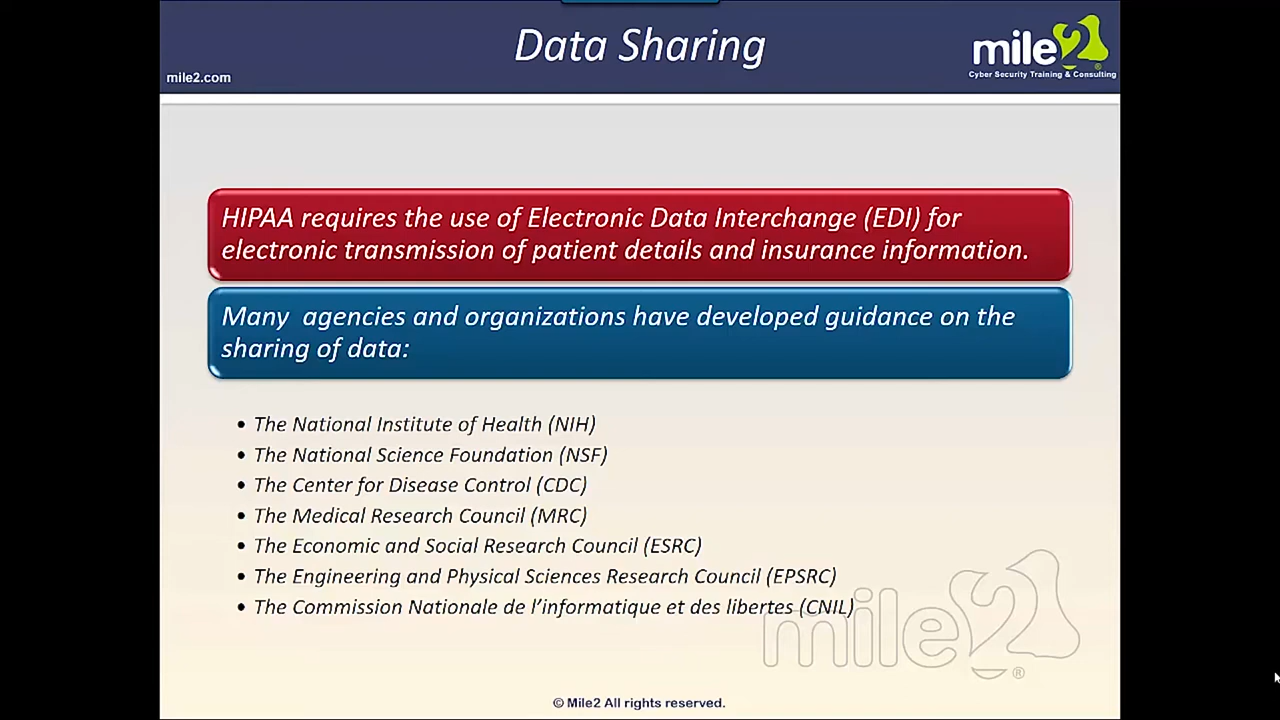 Data Sharing
mile2
Cyber Security Training & Consulting
mile2.com
HIPAA requires the use of Electronic Data Interchange (EDI) for
electronic transmission of patient details and insurance information.
Many  agencies and organizations have developed guidance on the
sharing of data:
• The National Institute of Health (NIH)
• The National Science Foundation (NSF)
• The Center for Disease Control (CDC)
• The Medical Research Council (MRC)
• The Economic and Social Research Council (ESRC)
• The Engineering and Physical Sciences Research Council (EPSRC)
• The Commission Nationale de l’informatique et des libertes (CNIL)
mile2®
© Mile2 All rights reserved.